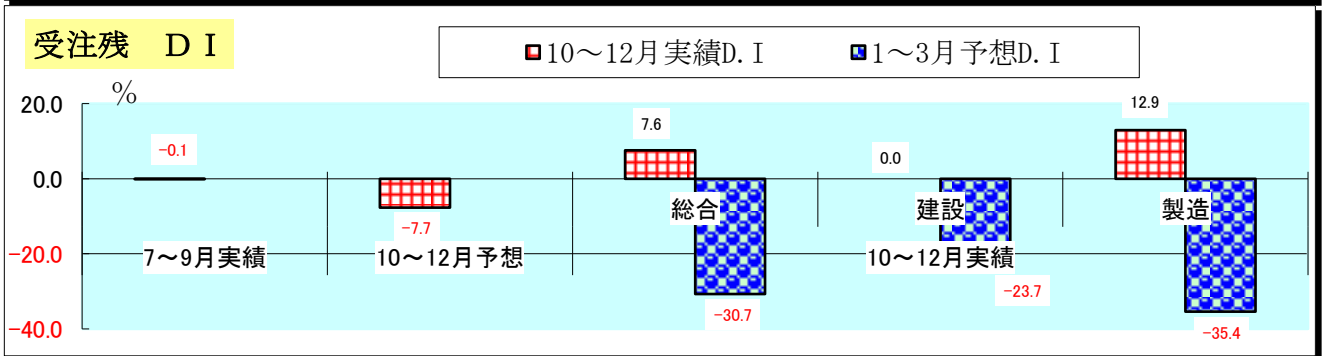 受注残　ＤＩ
10～12月実績D.I
1～3月予想D.I
%
20.0
0.0
-20.0
-40.0
-0.1
-7.7
7.6
-30.7
0.0
-23.7
12.9
-35.4
総合
建設
製造
7～9月実績
10～12月予想
10～12月実績